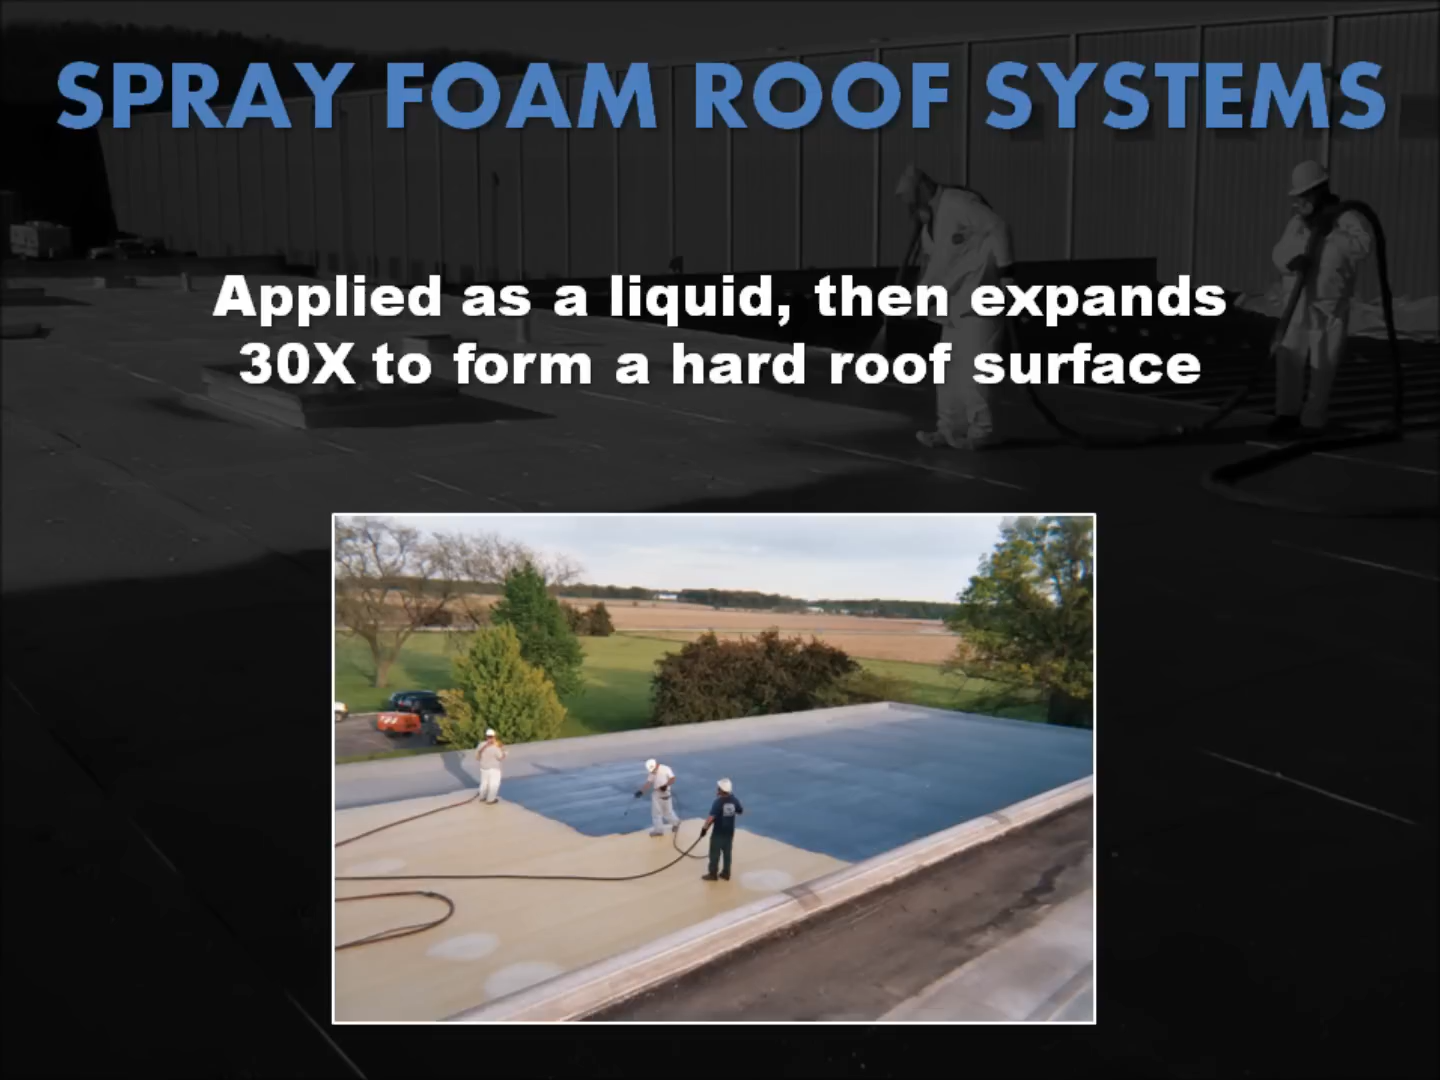 SPRAY FOAM ROOF SYSTEMS
Applied as a liquid, then expands
30X to form a hard roof surface